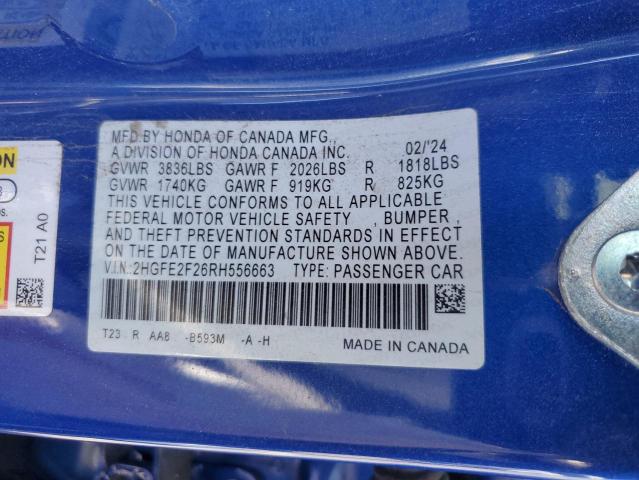 MFD.BY HONDA OF CANADA MFG.,
A DIVISION OF HONDA CANADA INC. 02/'24
GVWR 3836LBS GAWR F 2026LBS R 1818LBS
GVWR 1740KG GAWR F 919KG R 825KG
THIS VEHICLE CONFORMS TO ALL APPLICABLE
FEDERAL MOTOR VEHICLE SAFETY , BUMPER ,
AND THEFT PREVENTION STANDARDS IN EFFECT
ON THE DATE OF MANUFACTURE SHOWN ABOVE.
V.I.N.:2HGFE2F26RH556663 TYPE: PASSENGER CAR
T23 R AA8 -B593M -A -H MADE IN CANADA
T21 A0